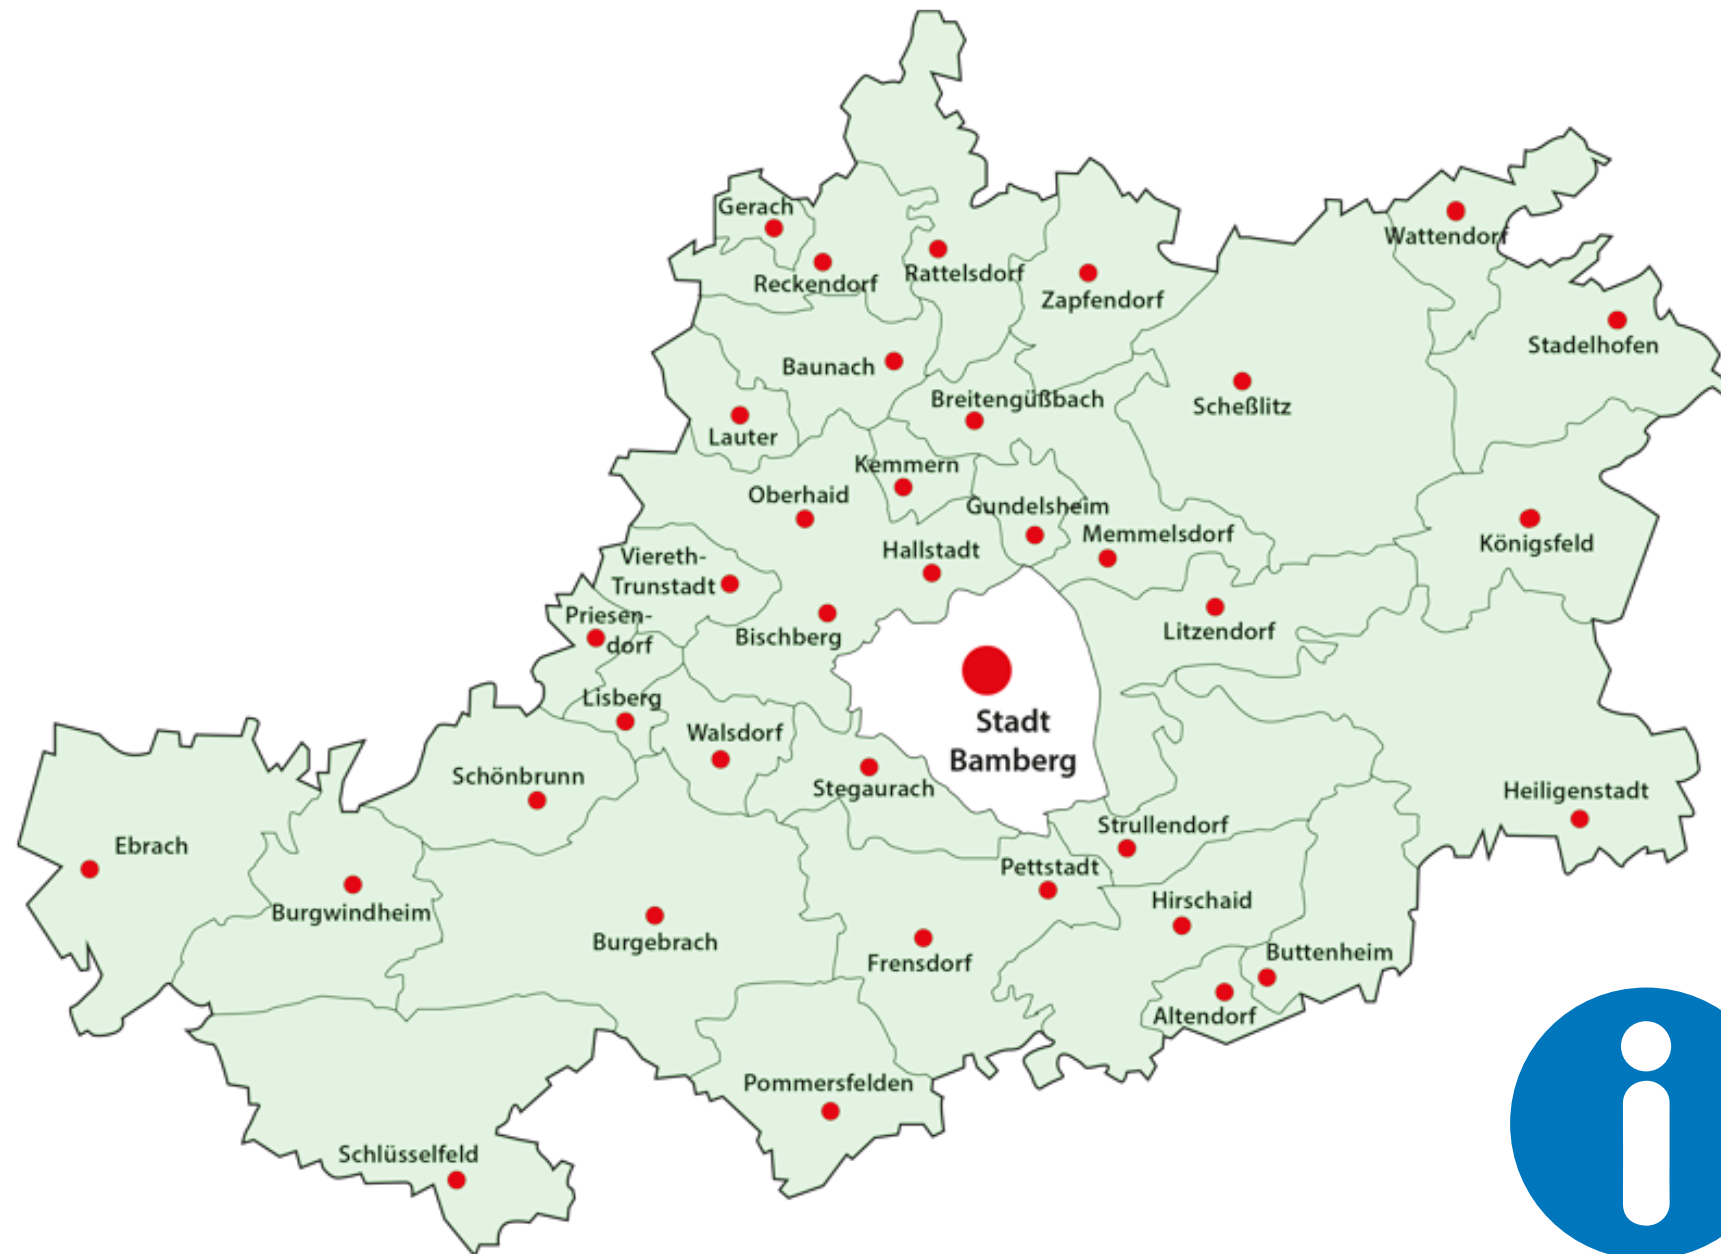 Gerach
Wattendorf
Rattelsdorf
Reckendorf
Zapfendorf
Stadelhofen
Baunach
Breitengüßbach
Scheßlitz
Lauter
Kemmern
Oberhaid
Gundelsheim
Memmelsdorf
Königsfeld
Hallstadt
Viereth-
Trunstadt
Priesen-
dorf
Bischberg
Litzendorf
Lisberg
Stadt
Bamberg
Walsdorf
Schönbrunn
Stegaurach
Heiligenstadt
Strullendorf
Ebrach
Pettstadt
Hirschaid
Burgwindheim
Burgebrach
Buttenheim
Frensdorf
Altendorf
Pommersfelden
Schlüsselfeld
i